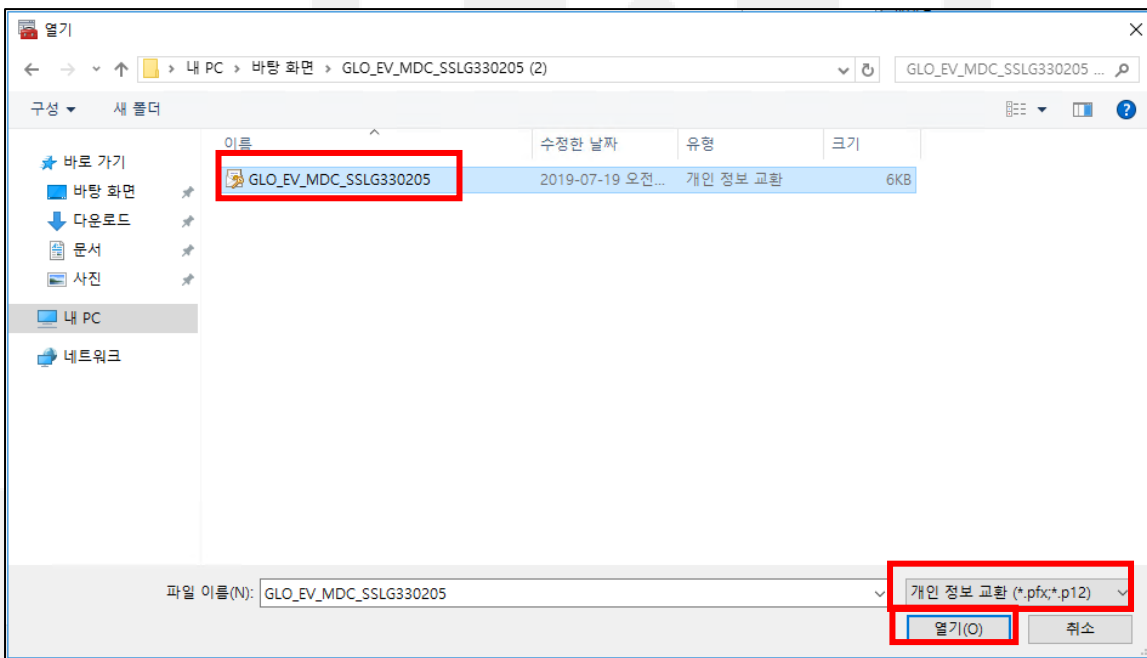 열기
내 PC > 바탕 화면 > GLO_EV_MDC_SSLG330205 (2)
GLO_EV_MDC_SSLG330205 ...
구성
새 폴더
이름
수정한 날짜
유형
크기
바로 가기
바탕 화면
다운로드
문서
사진
내 PC
네트워크
GLO_EV_MDC_SSLG330205
2019-07-19 오전...
개인 정보 교환
6KB
파일 이름(N):
GLO_EV_MDC_SSLG330205
개인 정보 교환 (*.pfx;*.p12)
열기(O)
취소